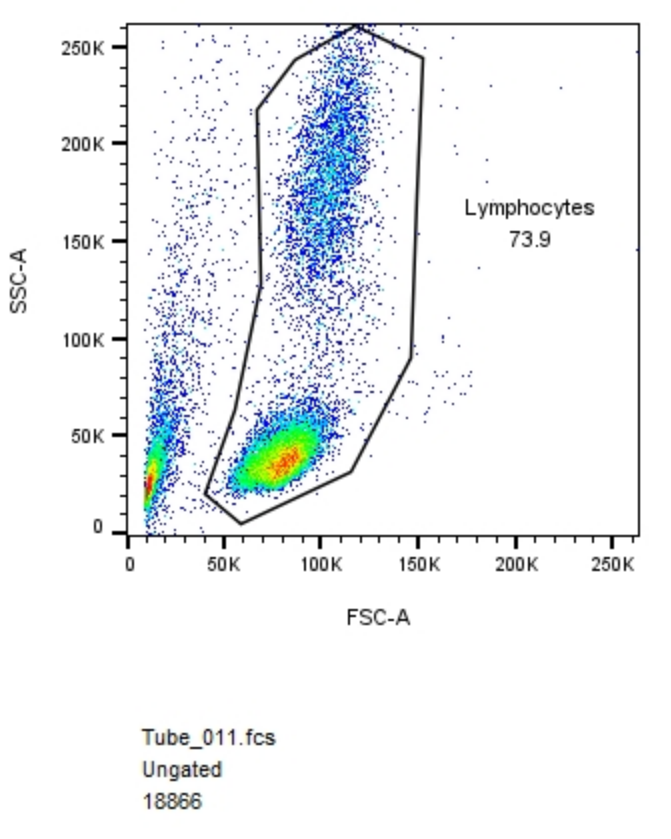 250K
200K
150K
100K
50K
0
SSC-A
Lymphocytes
73.9
0 50K 100K 150K 200K 250K
FSC-A
Tube_011.fcs
Ungated
18866